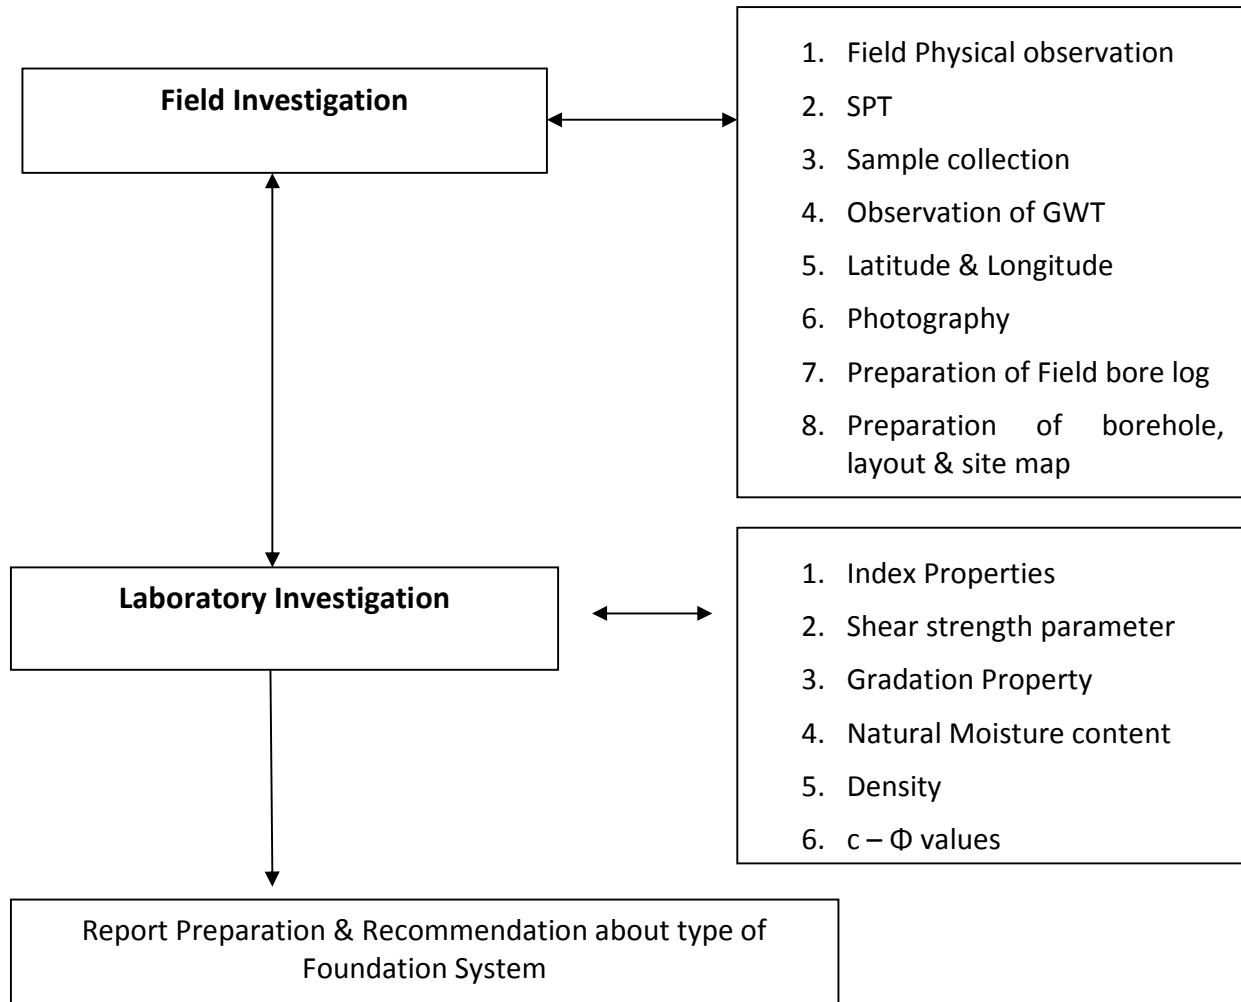 Field Investigation
1. Field Physical observation
2. SPT
3. Sample collection
4. Observation of GWT
5. Latitude & Longitude
6. Photography
7. Preparation of Field bore log
8. Preparation of borehole,
layout & site map
Laboratory Investigation
1. Index Properties
2. Shear strength parameter
3. Gradation Property
4. Natural Moisture content
5. Density
6. c – Φ values
Report Preparation & Recommendation about type of
Foundation System